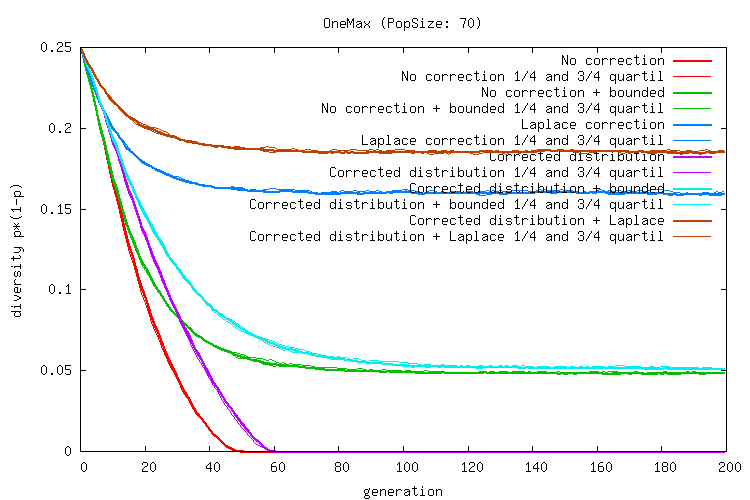 OneMax (PopSize: 70)
No correction
No correction 1/4 and 3/4 quartil
No correction + bounded
No correction + bounded 1/4 and 3/4 quartil
Laplace correction
Laplace correction 1/4 and 3/4 quartil
Corrected distribution
Corrected distribution 1/4 and 3/4 quartil
Corrected distribution + bounded
Corrected distribution + bounded 1/4 and 3/4 quartil
Corrected distribution + Laplace
Corrected distribution + Laplace 1/4 and 3/4 quartil
0.25
0.2
0.15
0.1
0.05
0
diversity p*(1-p)
0 20 40 60 80 100 120 140 160 180 200
generation